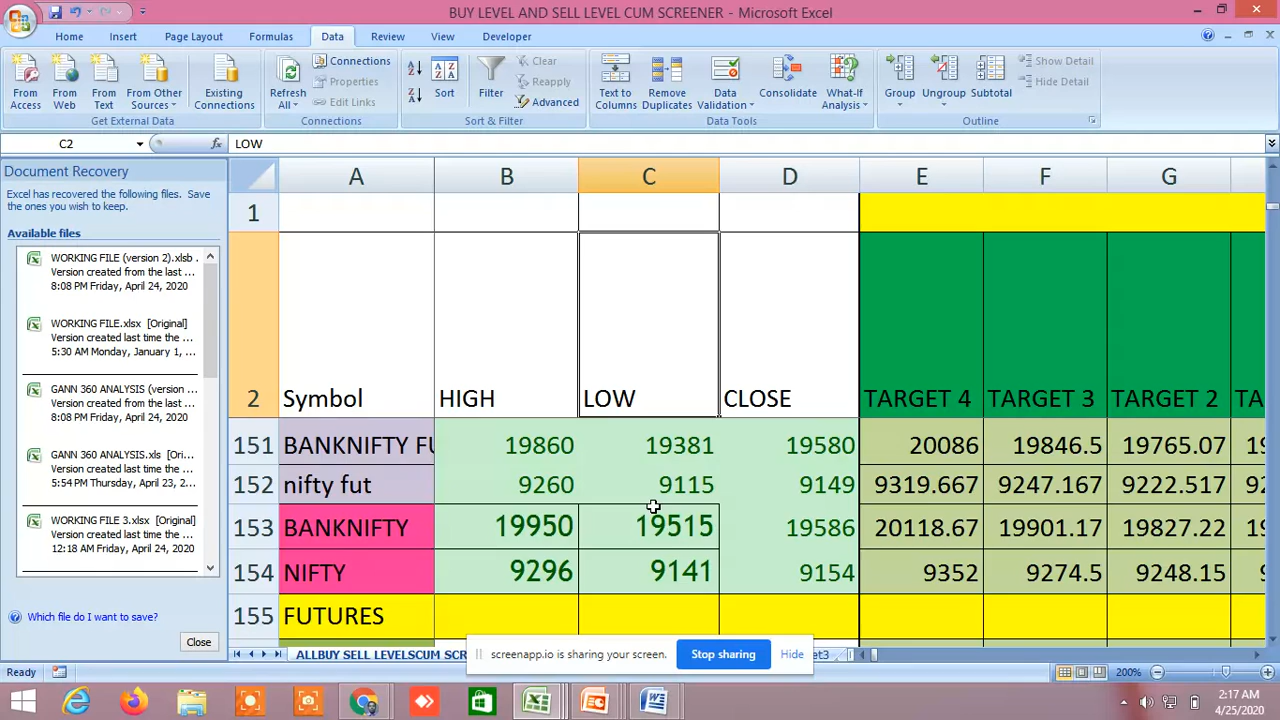 BUY LEVEL AND SELL LEVEL CUM SCREENER - Microsoft Excel
Home Insert Page Layout Formulas Data Review View Developer
From Access
From Web
From Text
From Other Sources
Existing Connections
Get External Data
Refresh All
Connections
Properties
Edit Links
Connections
Sort
Filter
Clear
Reapply
Advanced
Sort & Filter
Text to Columns
Remove Duplicates
Data Validation
Consolidate
What-If Analysis
Data Tools
Group
Ungroup
Subtotal
Show Detail
Hide Detail
Outline
C2 fx LOW
Document Recovery
Excel has recovered the following files. Save
the ones you wish to keep.
Available files
WORKING FILE (version 2).xlsb .
Version created from the last ...
8:08 PM Friday, April 24, 2020
WORKING FILE.xlsx [Original]
Version created last time the ...
5:30 AM Monday, January 1, ...
GANN 360 ANALYSIS (version ...
Version created from the last ...
8:08 PM Friday, April 24, 2020
GANN 360 ANALYSIS.xls [Ori...
Version created last time the ...
5:54 PM Thursday, April 23, 2...
WORKING FILE 3.xlsx [Original]
Version created last time the ...
12:18 AM Friday, April 24, 2020
Which file do I want to save?
Close
A B C D E F G
1
2 Symbol HIGH LOW CLOSE TARGET 4 TARGET 3 TARGET 2 TA
151 BANKNIFTY FU 19860 19381 19580 20086 19846.5 19765.07 19
152 nifty fut 9260 9115 9149 9319.667 9247.167 9222.517 92
153 BANKNIFTY 19950 19515 19586 20118.67 19901.17 19827.22 19
154 NIFTY 9296 9141 9154 9352 9274.5 9248.15 92
155 FUTURES
ALLBUY SELL LEVELSCUM SCR
et3
screenapp.io is sharing your screen. Stop sharing Hide
Ready 200%
2:17 AM
4/25/2020